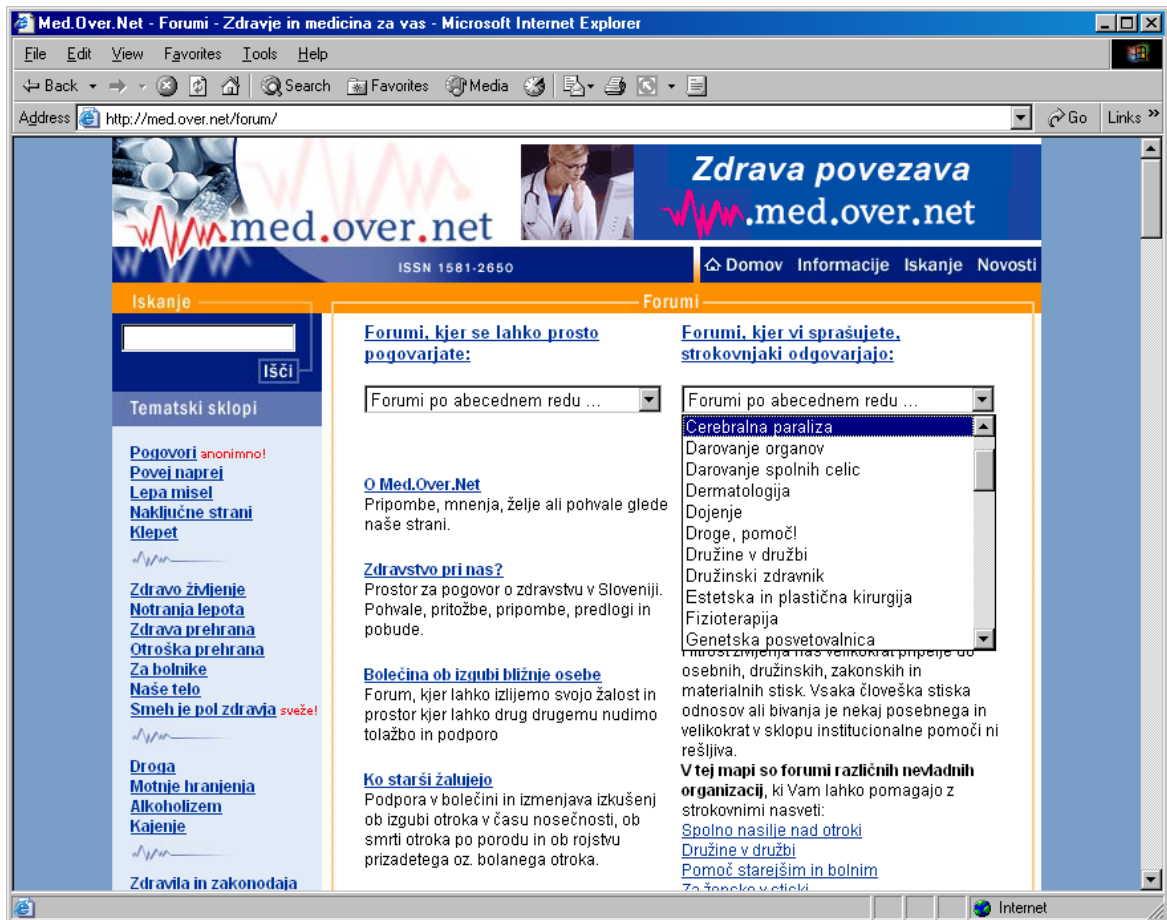 Med.Over.Net - Forumi - Zdravje in medicina za vas - Microsoft Internet Explorer
File Edit View Favorites Tools Help
Back Search Favorites Media
Address http://med.over.net/forum/ Go Links »
med.over.net
Zdrava povezava
.med.over.net
ISSN 1581-2650
Domov Informacije Iskanje Novosti
Iskanje
Išči
Tematski sklopi
Pogovori anonimno!
Povej naprej
Lepa misel
Naključne strani
Klepet
Zdravo življenje
Notranja lepota
Zdrava prehrana
Otroška prehrana
Za bolnike
Naše telo
Smeh je pol zdravja sveže!
Droga
Motnje hranjenja
Alkoholizem
Kajenje
Zdravila in zakonodaja
Forumi
Forumi, kjer se lahko prosto
pogovarjate:
Forumi po abecednem redu ...
O Med.Over.Net
Pripombe, mnenja, želje ali pohvale glede
naše strani.
Zdravstvo pri nas?
Prostor za pogovor o zdravstvu v Sloveniji.
Pohvale, pritožbe, pripombe, predlogi in
pobude.
Bolečina ob izgubi bližnje osebe
Forum, kjer lahko izlijemo svojo žalost in
prostor kjer lahko drug drugemu nudimo
tolažbo in podporo
Ko starši žalujejo
Podpora v bolečini in izmenjava izkušenj
ob izgubi otroka v času nosečnosti, ob
smrti otroka po porodu in ob rojstvu
prizadetega oz. bolanega otroka.
Forumi, kjer vi sprašujete,
strokovnjaki odgovarjajo:
Forumi po abecednem redu ...
Cerebralna paraliza
Darovanje organov
Darovanje spolnih celic
Dermatologija
Dojenje
Droge, pomoč!
Družine v družbi
Družinski zdravnik
Estetska in plastična kirurgija
Fizioterapija
Genetska posvetovalnica
življenja nas velikokrat pripelje do
osebnih, družinskih, zakonskih in
materialnih stisk. Vsaka človeška stiska
odnosov ali bivanja je nekaj posebnega in
velikokrat v sklopu institucionalne pomoči ni
rešljiva.
V tej mapi so forumi različnih nevladnih
organizacij, ki Vam lahko pomagajo z
strokovnimi nasveti:
Spolno nasilje nad otroki
Družine v družbi
Pomoč starejšim in bolnim
Za ženske v stiski
Internet